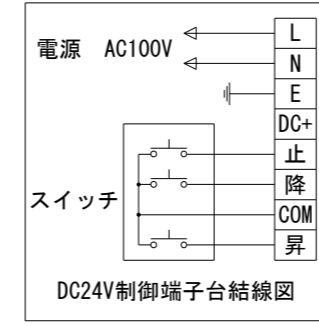 電源 AC100V
L
N
E
DC+
止
降
COM
昇
スイッチ
DC24V制御端子台結線図